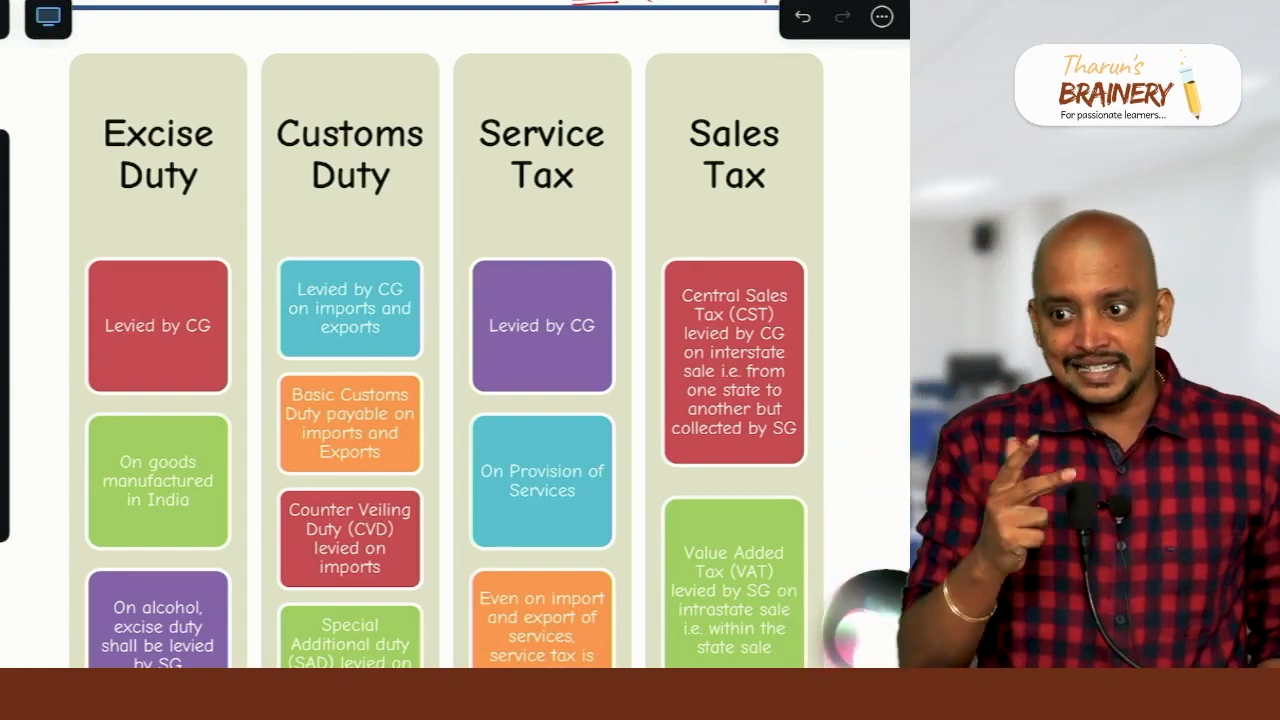 Excise
Duty
Levied by CG
On goods
manufactured
in India
On alcohol,
excise duty
shall be levied
by SG
Customs
Duty
Levied by CG
on imports and
exports
Basic Customs
Duty payable on
imports and
Exports
Counter Veiling
Duty (CVD)
levied on
imports
Special
Additional duty
(SAD) levied on
Service
Tax
Levied by CG
On Provision of
Services
Even on import
and export of
services,
service tax is
Sales
Tax
Central Sales
Tax (CST)
levied by CG
on interstate
sale i.e. from
one state to
another but
collected by SG
Value Added
Tax (VAT)
levied by SG on
intrastate sale
i.e. within the
state sale
Tharun's
BRAINERY
For passionate learners...